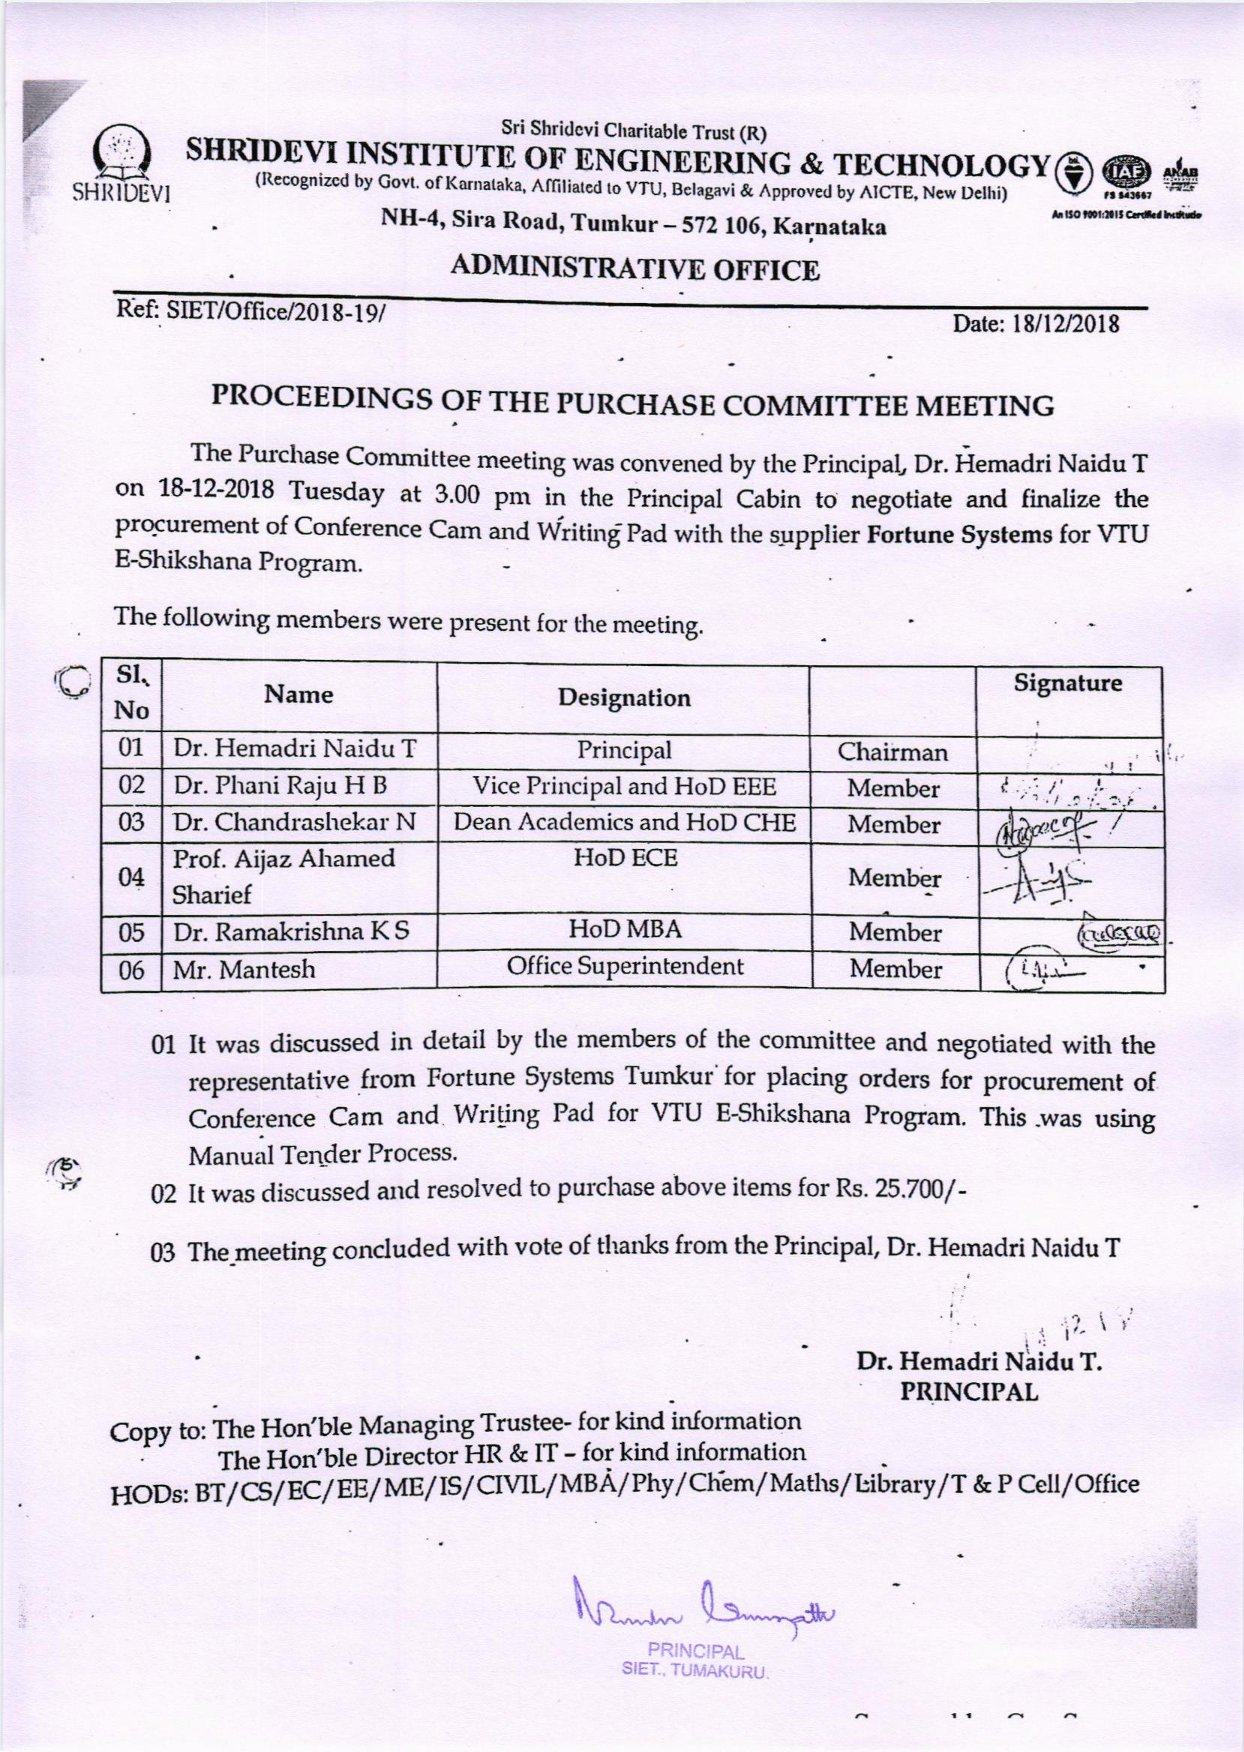 Sri Shridevi Charitable Trust (R)
SHRIDEVI INSTITUTE OF ENGINEERING & TECHNOLOGY
(Recognized by Govt. of Karnataka, Affiliated to VTU, Belagavi & Approved by AICTE, New Delhi)
SHRIDEVI
IAF
ANAB
FS 543667
An ISO 9001:2015 Certified Institute
NH-4, Sira Road, Tumkur – 572 106, Karnataka
ADMINISTRATIVE OFFICE
Ref: SIET/Office/2018-19/
Date: 18/12/2018
PROCEEDINGS OF THE PURCHASE COMMITTEE MEETING
The Purchase Committee meeting was convened by the Principal, Dr. Hemadri Naidu T
on 18-12-2018 Tuesday at 3.00 pm in the Principal Cabin to negotiate and finalize the
procurement of Conference Cam and Writing Pad with the supplier Fortune Systems for VTU
E-Shikshana Program.
The following members were present for the meeting.
Sl. No Name Designation Signature
01 Dr. Hemadri Naidu T Principal Chairman
02 Dr. Phani Raju H B Vice Principal and HoD EEE Member
03 Dr. Chandrashekar N Dean Academics and HoD CHE Member
04 Prof. Aijaz Ahamed Sharief HoD ECE Member
05 Dr. Ramakrishna K S HoD MBA Member
06 Mr. Mantesh Office Superintendent Member
01 It was discussed in detail by the members of the committee and negotiated with the
representative from Fortune Systems Tumkur for placing orders for procurement of
Conference Cam and Writing Pad for VTU E-Shikshana Program. This was using
Manual Tender Process.
02 It was discussed and resolved to purchase above items for Rs. 25.700/-
03 The meeting concluded with vote of thanks from the Principal, Dr. Hemadri Naidu T
Dr. Hemadri Naidu T.
PRINCIPAL
Copy to: The Hon'ble Managing Trustee- for kind information
The Hon'ble Director HR & IT – for kind information
HODs: BT/CS/EC/EE/ME/IS/CIVIL/MBA/Phy/Chem/Maths/Library/T & P Cell/Office
PRINCIPAL
SIET., TUMAKURU.